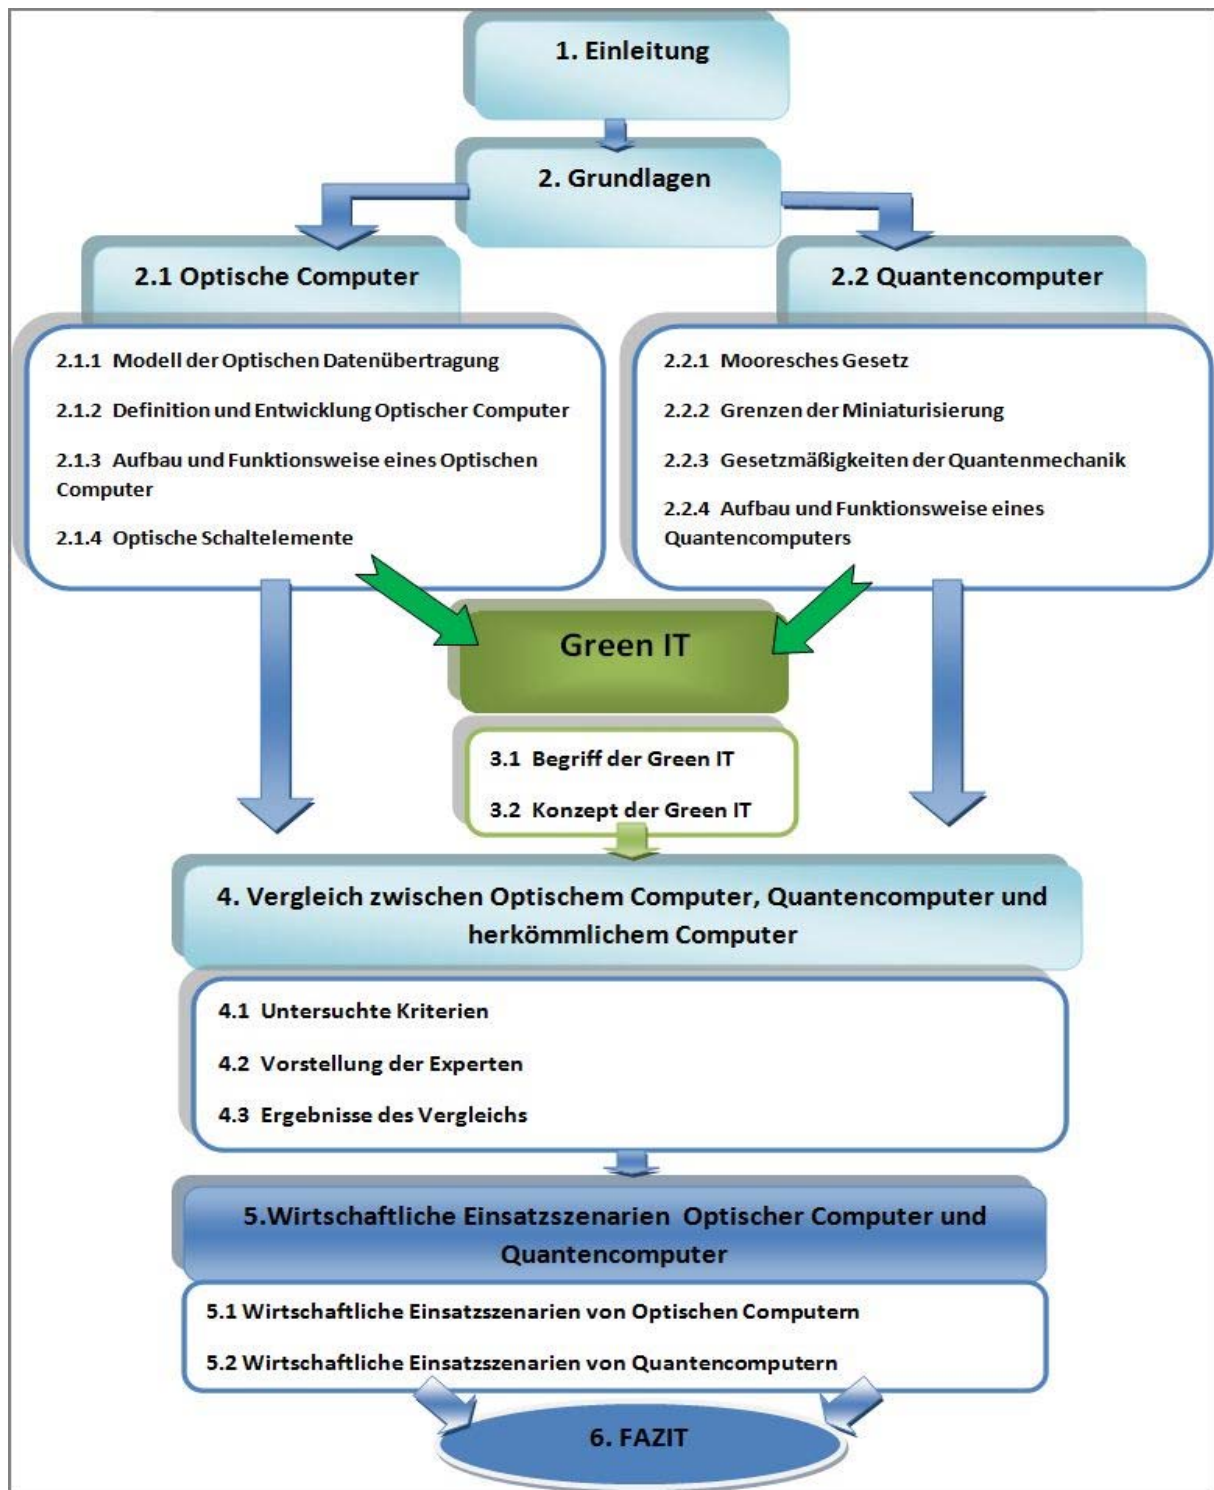 1. Einleitung
2. Grundlagen
2.1 Optische Computer
2.1.1 Modell der Optischen Datenübertragung
2.1.2 Definition und Entwicklung Optischer Computer
2.1.3 Aufbau und Funktionsweise eines Optischen
Computer
2.1.4 Optische Schaltelemente
2.2 Quantencomputer
2.2.1 Mooresches Gesetz
2.2.2 Grenzen der Miniaturisierung
2.2.3 Gesetzmäßigkeiten der Quantenmechanik
2.2.4 Aufbau und Funktionsweise eines
Quantencomputers
Green IT
3.1 Begriff der Green IT
3.2 Konzept der Green IT
4. Vergleich zwischen Optischem Computer, Quantencomputer und
herkömmlichem Computer
4.1 Untersuchte Kriterien
4.2 Vorstellung der Experten
4.3 Ergebnisse des Vergleichs
5.Wirtschaftliche Einsatzszenarien Optischer Computer und
Quantencomputer
5.1 Wirtschaftliche Einsatzszenarien von Optischen Computern
5.2 Wirtschaftliche Einsatzszenarien von Quantencomputern
6. FAZIT